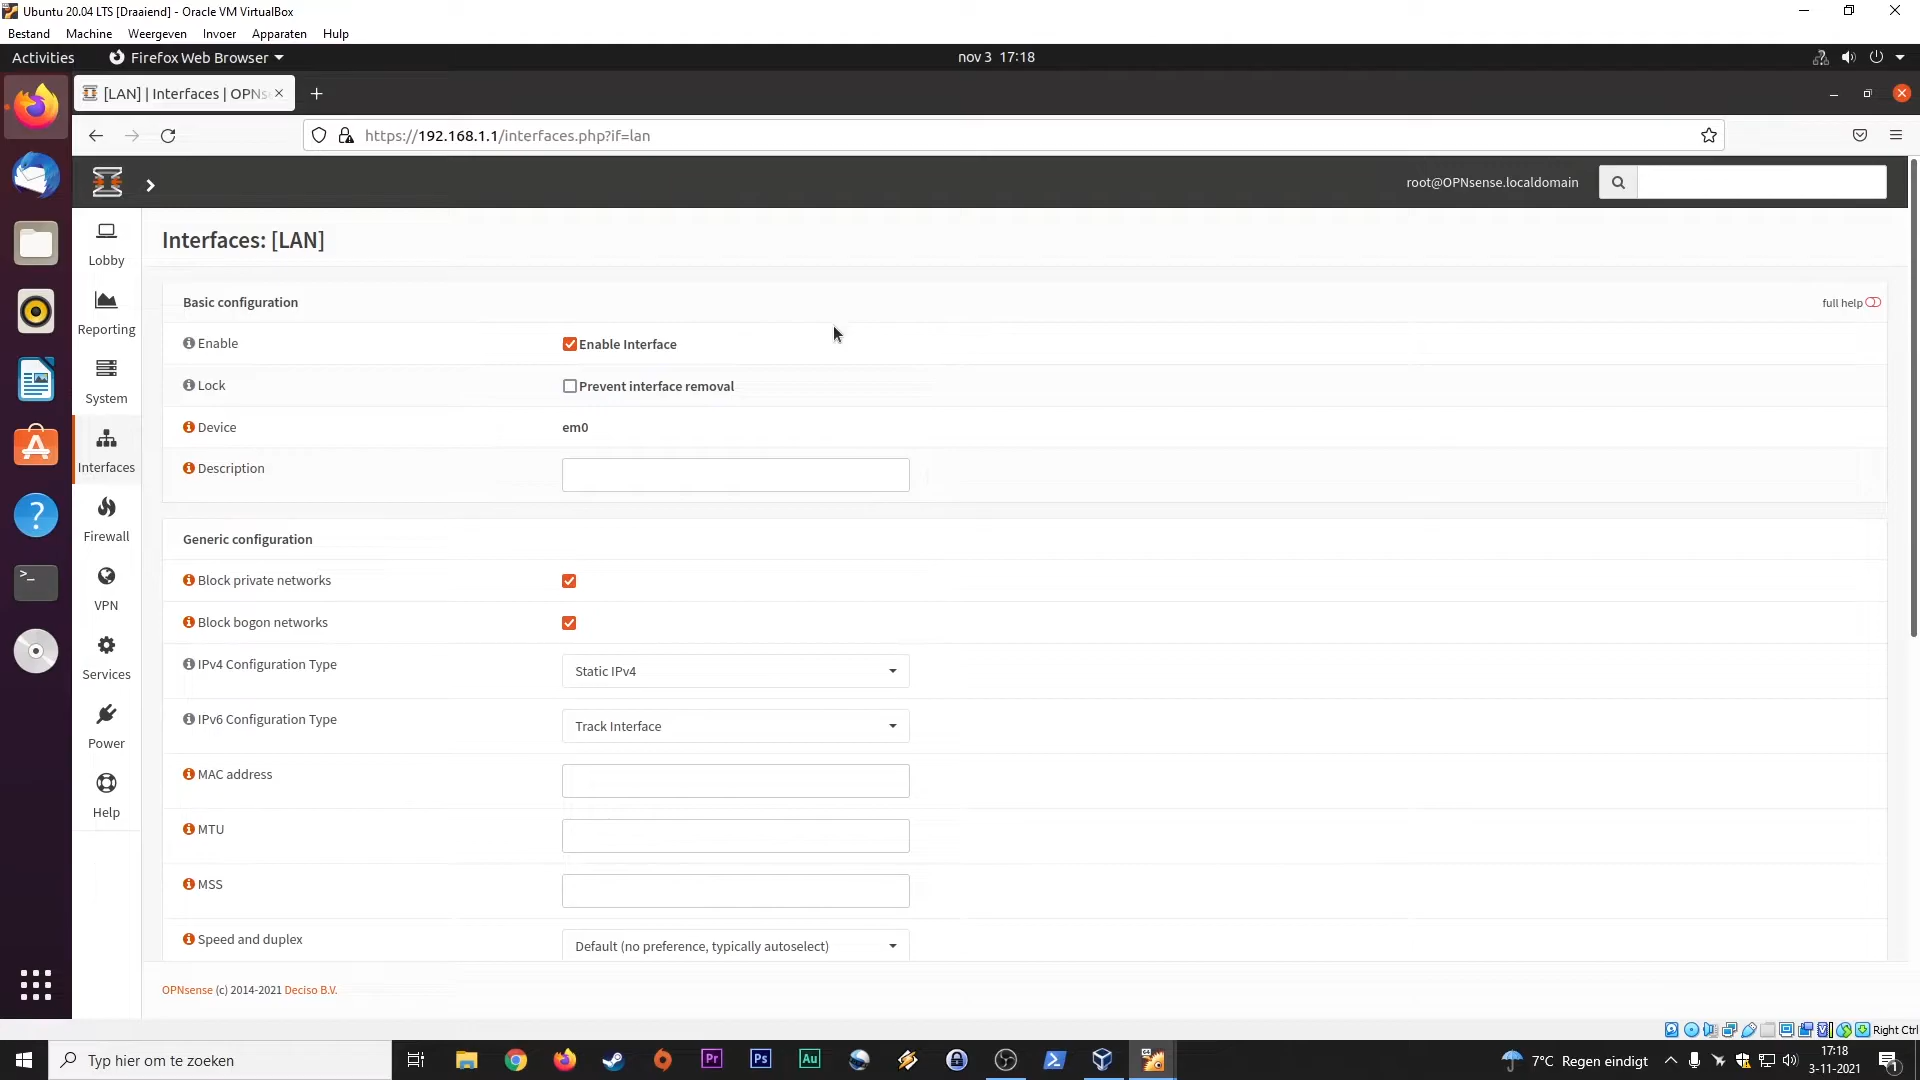 Ubuntu 20.04 LTS [Draaiend] - Oracle VM VirtualBox
Bestand Machine Weergeven Invoer Apparaten Hulp
Activities Firefox Web Browser nov 3 17:18
[LAN] | Interfaces | OPNse
https://192.168.1.1/interfaces.php?if=lan
root@OPNsense.localdomain
Lobby
Reporting
System
Interfaces
Firewall
VPN
Services
Power
Help
Interfaces: [LAN]
Basic configuration full help
Enable Enable Interface
Lock Prevent interface removal
Device em0
Description
Generic configuration
Block private networks
Block bogon networks
IPv4 Configuration Type Static IPv4
IPv6 Configuration Type Track Interface
MAC address
MTU
MSS
Speed and duplex Default (no preference, typically autoselect)
OPNsense (c) 2014-2021 Deciso B.V.
Right Ctrl
Typ hier om te zoeken
Pr Ps Au
7°C Regen eindigt
17:18
3-11-2021
1